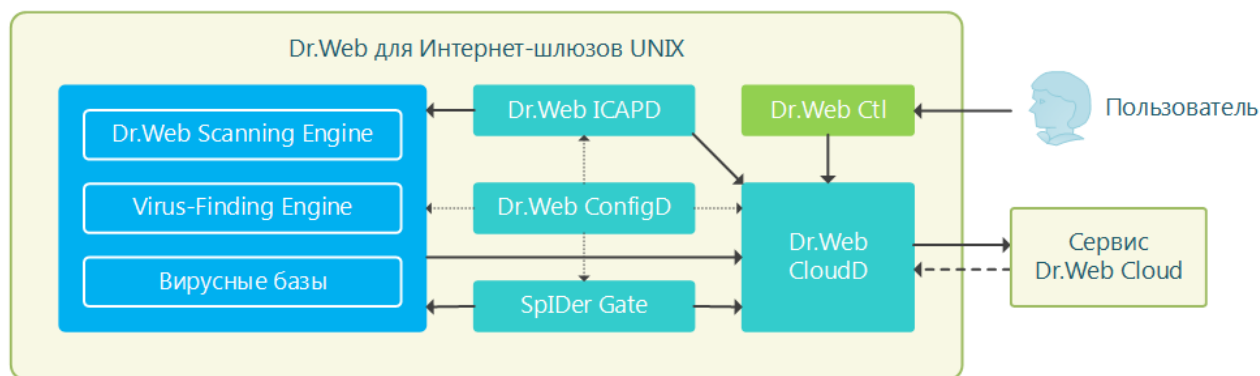 Dr.Web для Интернет-шлюзов UNIX
Dr.Web Scanning Engine
Virus-Finding Engine
Вирусные базы
Dr.Web ICAPD
Dr.Web ConfigD
SpIDer Gate
Dr.Web Ctl
Dr.Web
CloudD
Пользователь
Сервис
Dr.Web Cloud